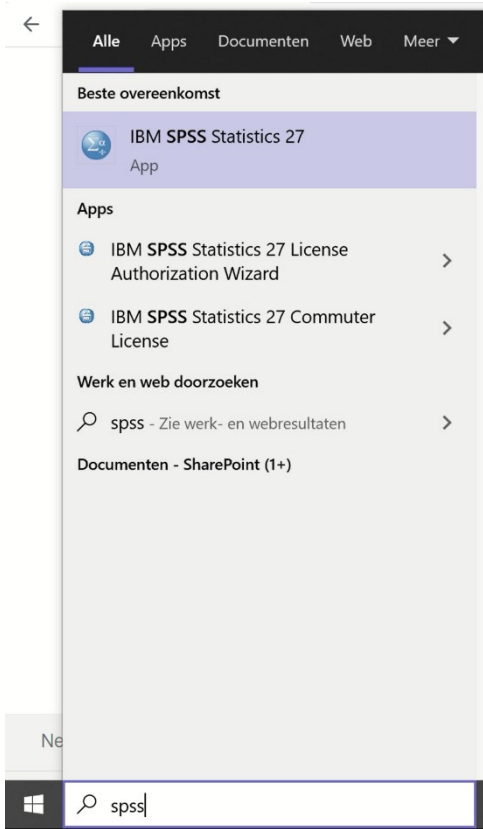 Alle Apps Documenten Web Meer
Beste overeenkomst
IBM SPSS Statistics 27
App
Apps
IBM SPSS Statistics 27 License
Authorization Wizard
IBM SPSS Statistics 27 Commuter
License
Werk en web doorzoeken
spss - Zie werk- en webresultaten
Documenten - SharePoint (1+)
Ne
spss